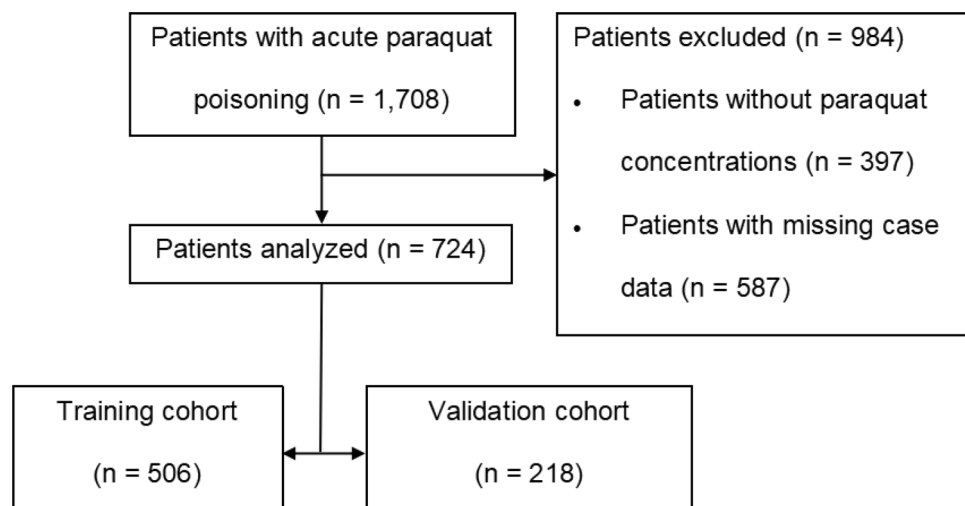 Patients with acute paraquat
poisoning (n = 1,708)
Patients excluded (n = 984)
• Patients without paraquat
concentrations (n = 397)
• Patients with missing case
data (n = 587)
Patients analyzed (n = 724)
Training cohort
(n = 506)
Validation cohort
(n = 218)